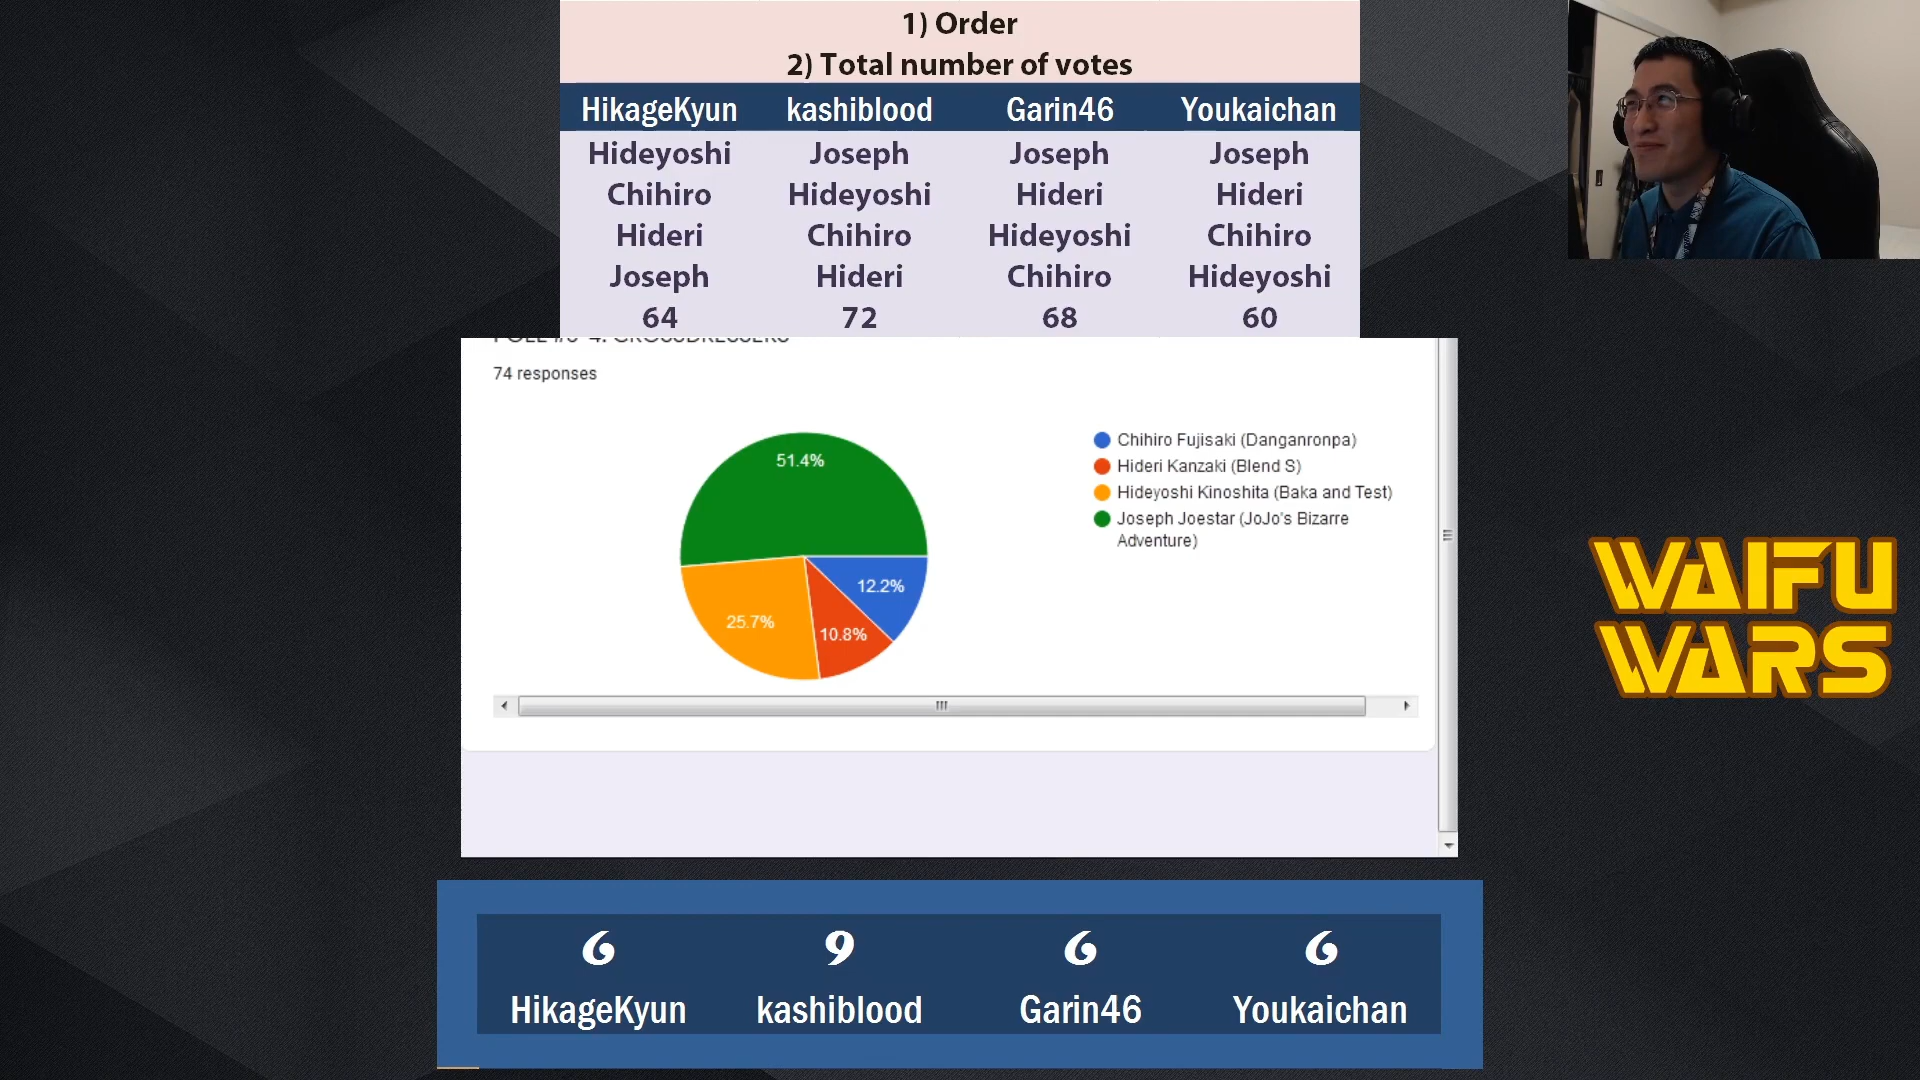 1) Order
2) Total number of votes
HikageKyun kashiblood Garin46 Youkaichan
Hideyoshi Joseph Joseph Joseph
Chihiro Hideyoshi Hideri Hideri
Hideri Chihiro Hideyoshi Chihiro
Joseph Hideri Chihiro Hideyoshi
64 72 68 60
74 responses
51.4%
12.2%
25.7%
10.8%
Chihiro Fujisaki (Danganronpa)
Hideri Kanzaki (Blend S)
Hideyoshi Kinoshita (Baka and Test)
Joseph Joestar (JoJo's Bizarre
Adventure)
WAIFU
WARS
6 9 6 6
HikageKyun kashiblood Garin46 Youkaichan